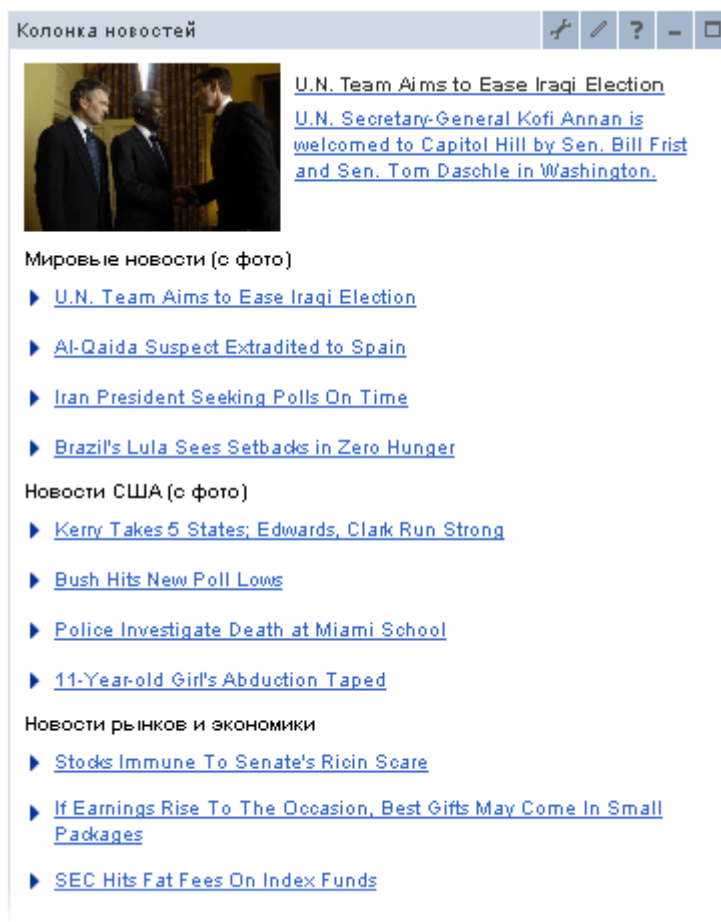 Колонка новостей
?
U.N. Team Aims to Ease Iraqi Election
U.N. Secretary-General Kofi Annan is
welcomed to Capitol Hill by Sen. Bill Frist
and Sen. Tom Daschle in Washington.
Мировые новости (с фото)
U.N. Team Aims to Ease Iraqi Election
Al-Qaida Suspect Extradited to Spain
Iran President Seeking Polls On Time
Brazil's Lula Sees Setbacks in Zero Hunger
Новости США (с фото)
Kerry Takes 5 States; Edwards, Clark Run Strong
Bush Hits New Poll Lows
Police Investigate Death at Miami School
11-Year-old Girl's Abduction Taped
Новости рынков и экономики
Stocks Immune To Senate's Ricin Scare
If Earnings Rise To The Occasion, Best Gifts May Come In Small
Packages
SEC Hits Fat Fees On Index Funds